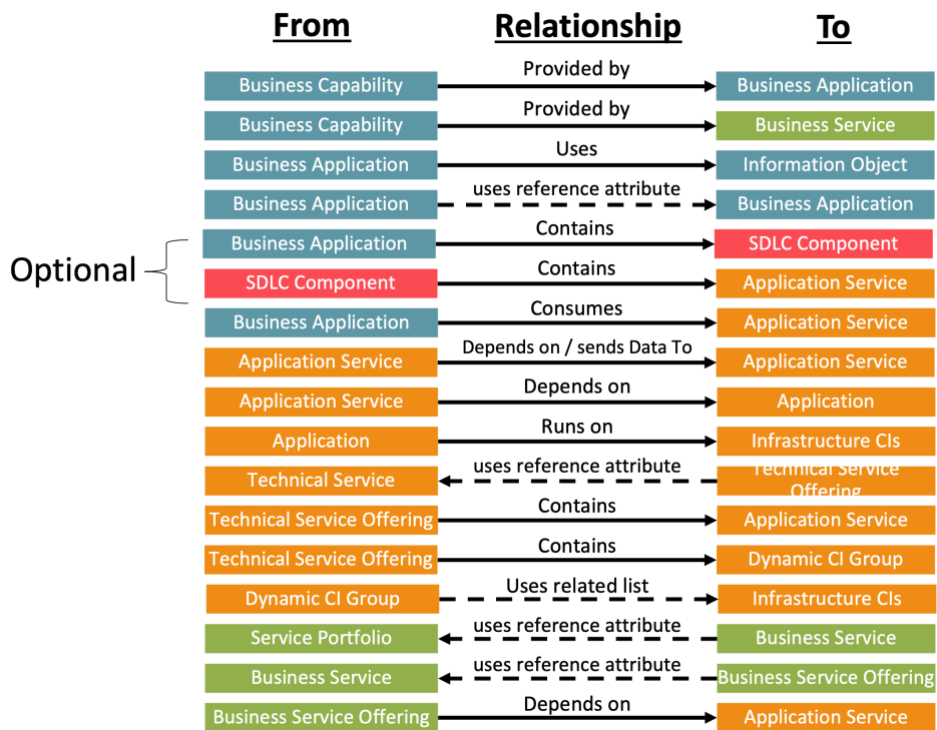 From Relationship To
Business Capability Provided by Business Application
Business Capability Provided by Business Service
Business Application Uses Information Object
Business Application uses reference attribute Business Application
Business Application Contains SDLC Component
Optional
SDLC Component Contains Application Service
Business Application Consumes Application Service
Application Service Depends on / sends Data To Application Service
Application Service Depends on Application
Application Runs on Infrastructure CIs
Technical Service uses reference attribute Technical Service
Offering
Technical Service Offering Contains Application Service
Technical Service Offering Contains Dynamic CI Group
Dynamic CI Group Uses related list Infrastructure CIs
Service Portfolio uses reference attribute Business Service
Business Service uses reference attribute Business Service Offering
Business Service Offering Depends on Application Service